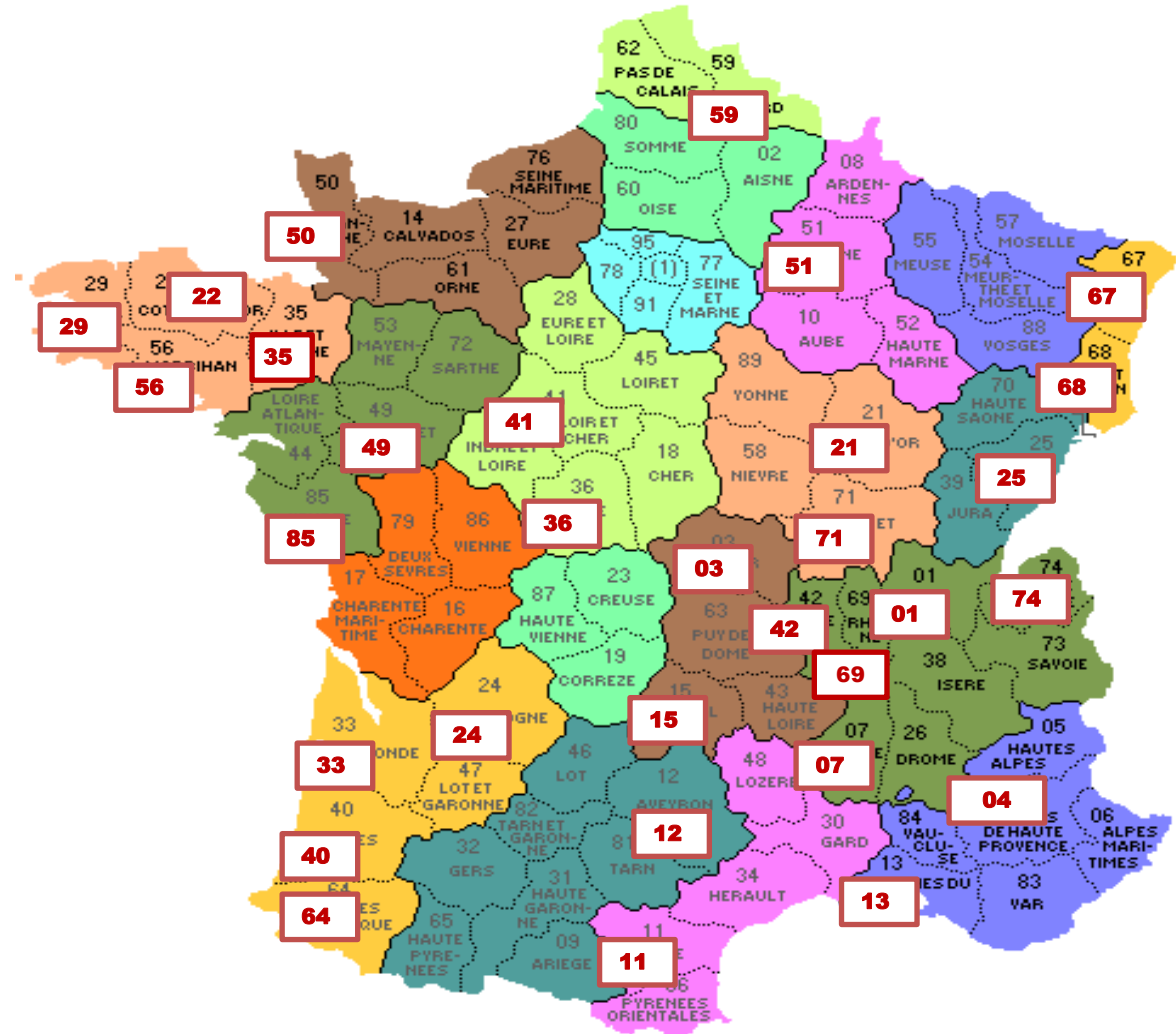 62
PAS DE
CALAIS
59
59
80
SOMME
02
AISNE
60
OISE
08
ARDEN-
NES
76
SEINE
MARITIME
50
50
14
CALVADOS
27
EURE
61
ORNE
95
78
(1)
77
SEINE
ET
MARNE
91
51
51
10
AUBE
52
HAUTE
MARNE
55
MEUSE
57
MOSELLE
54
MEUR-
THE ET
MOSELLE
88
VOSGES
67
67
68
68
29
29
22
35
35
56
56
53
MAYEN-
NE
72
SARTHE
LOIRE
ATLAN-
TIQUE
44
49
49
85
85
28
EURE ET
LOIRE
45
LOIRET
41
LOIR ET
CHER
INDRE ET
LOIRE
18
CHER
36
36
89
YONNE
21
21
58
NIEVRE
71
71
70
HAUTE
SAONE
25
25
39
JURA
79
DEUX
SEVRES
86
VIENNE
17
CHARENTE
MARI-
TIME
16
CHARENTE
87
HAUTE
VIENNE
23
CREUSE
19
CORREZE
03
63
PUY DE
DOME
15
15
43
HAUTE
LOIRE
42
42
69
69
01
01
74
74
73
SAVOIE
38
ISERE
07
07
26
DROME
24
24
33
33
47
LOT ET
GARONNE
40
40
64
64
46
LOT
12
AVEYRON
12
82
TARN ET
GARON-
NE
81
TARN
32
GERS
31
HAUTE
GARON-
NE
65
HAUTE
PYRE-
NEES
09
ARIEGE
48
LOZERE
30
GARD
34
HERAULT
11
11
PYRENEES
ORIENTALES
05
HAUTES
ALPES
04
DE HAUTE
PROVENCE
06
ALPES
MARI-
TIMES
84
VAU-
CLU-
SE
13
13
83
VAR